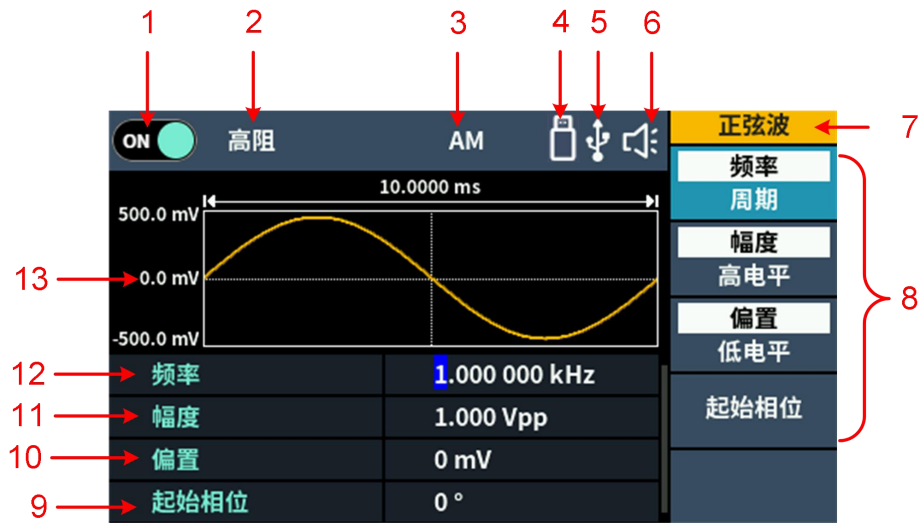 1 2 3 4 5 6
ON 高阻 AM
正弦波 7
10.0000 ms
500.0 mV
13 0.0 mV
-500.0 mV
频率
周期
幅度
高电平
偏置
低电平
起始相位
8
12 频率 1.000 000 kHz
11 幅度 1.000 Vpp
10 偏置 0 mV
9 起始相位 0 °